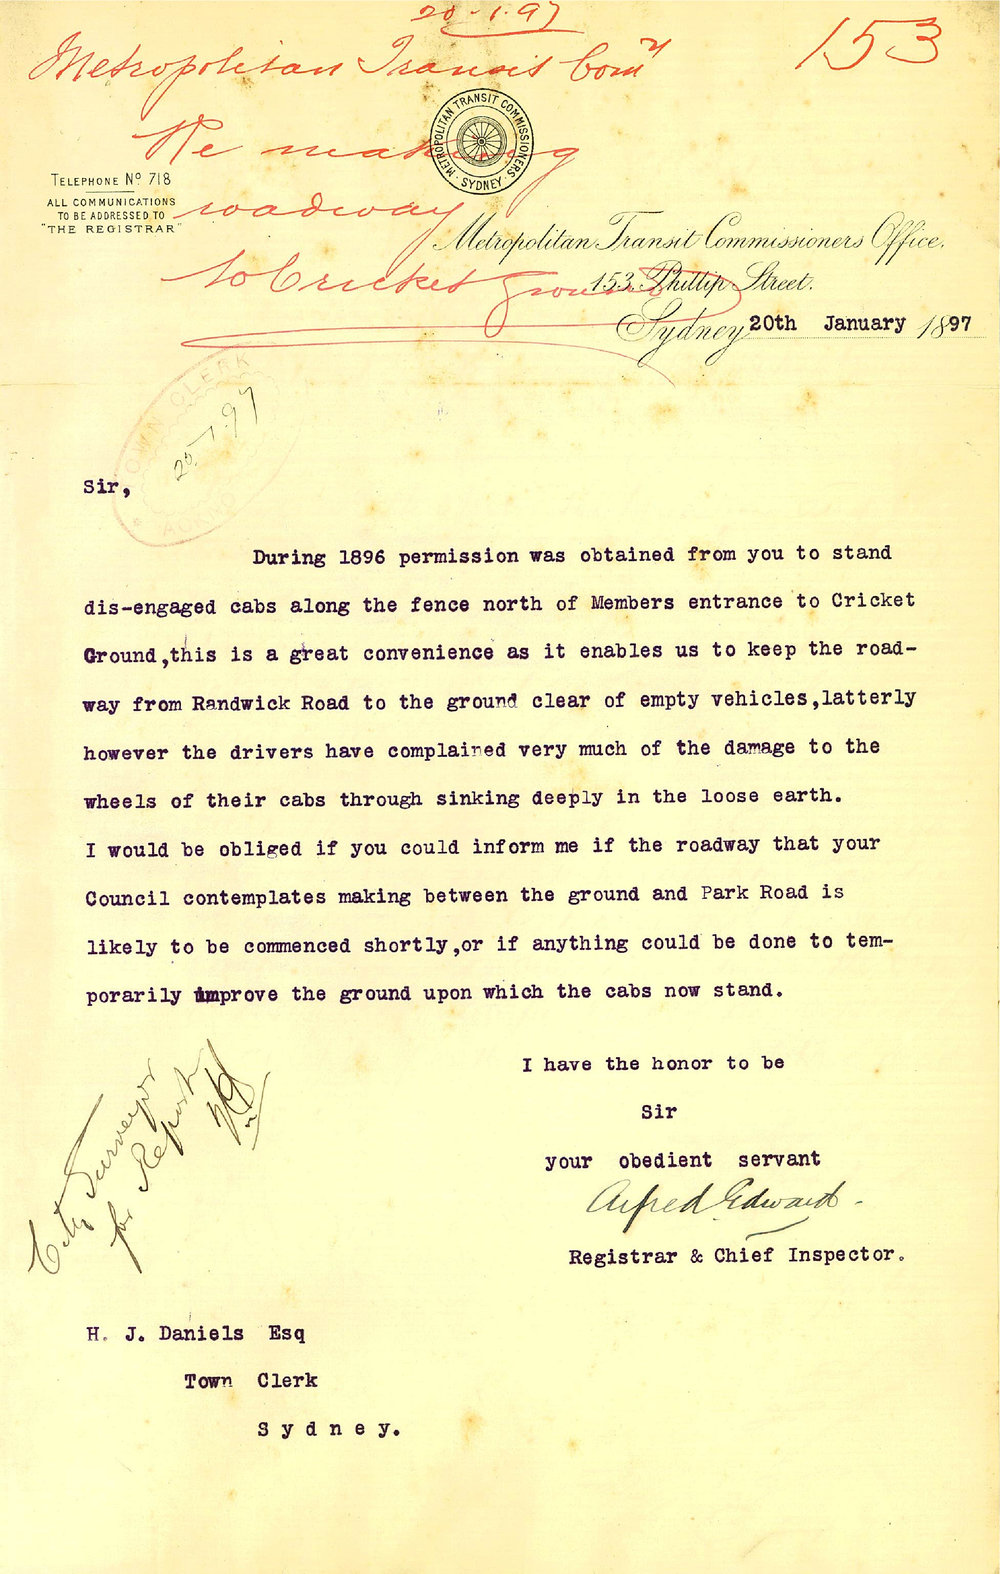 20-1.97
Metropolitan Transit Comy
153
Re making
roadway
to Cricket Ground
METROPOLITAN TRANSIT COMMISSIONERS
· SYDNEY ·
TELEPHONE No 718
ALL COMMUNICATIONS
TO BE ADDRESSED TO
"THE REGISTRAR"
Metropolitan Transit Commissioners Office,
153. Phillip Street.
Sydney 20th January 1897
TOWN CLERK
20.1.97
Sir,
During 1896 permission was obtained from you to stand
dis-engaged cabs along the fence north of Members entrance to Cricket
Ground,this is a great convenience as it enables us to keep the road-
way from Randwick Road to the ground clear of empty vehicles,latterly
however the drivers have complained very much of the damage to the
wheels of their cabs through sinking deeply in the loose earth.
I would be obliged if you could inform me if the roadway that your
Council contemplates making between the ground and Park Road is
likely to be commenced shortly,or if anything could be done to tem-
porarily improve the ground upon which the cabs now stand.
I have the honor to be
Sir
your obedient servant
Alfred Edward
Registrar & Chief Inspector.
City Surveyor
for Report
H. J. Daniels Esq
Town Clerk
Sydney.